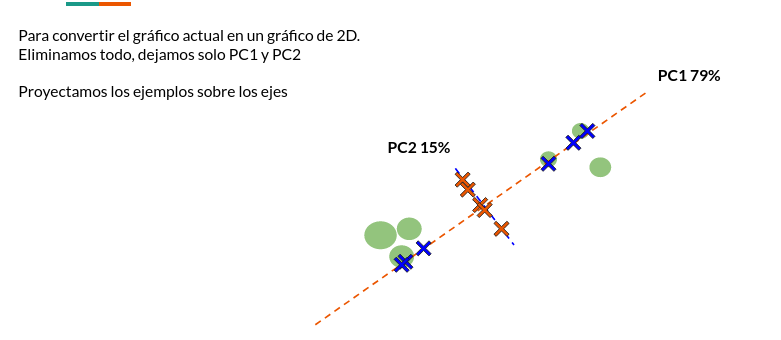 Para convertir el gráfico actual en un gráfico de 2D.
Eliminamos todo, dejamos solo PC1 y PC2
Proyectamos los ejemplos sobre los ejes
PC1 79%
PC2 15%